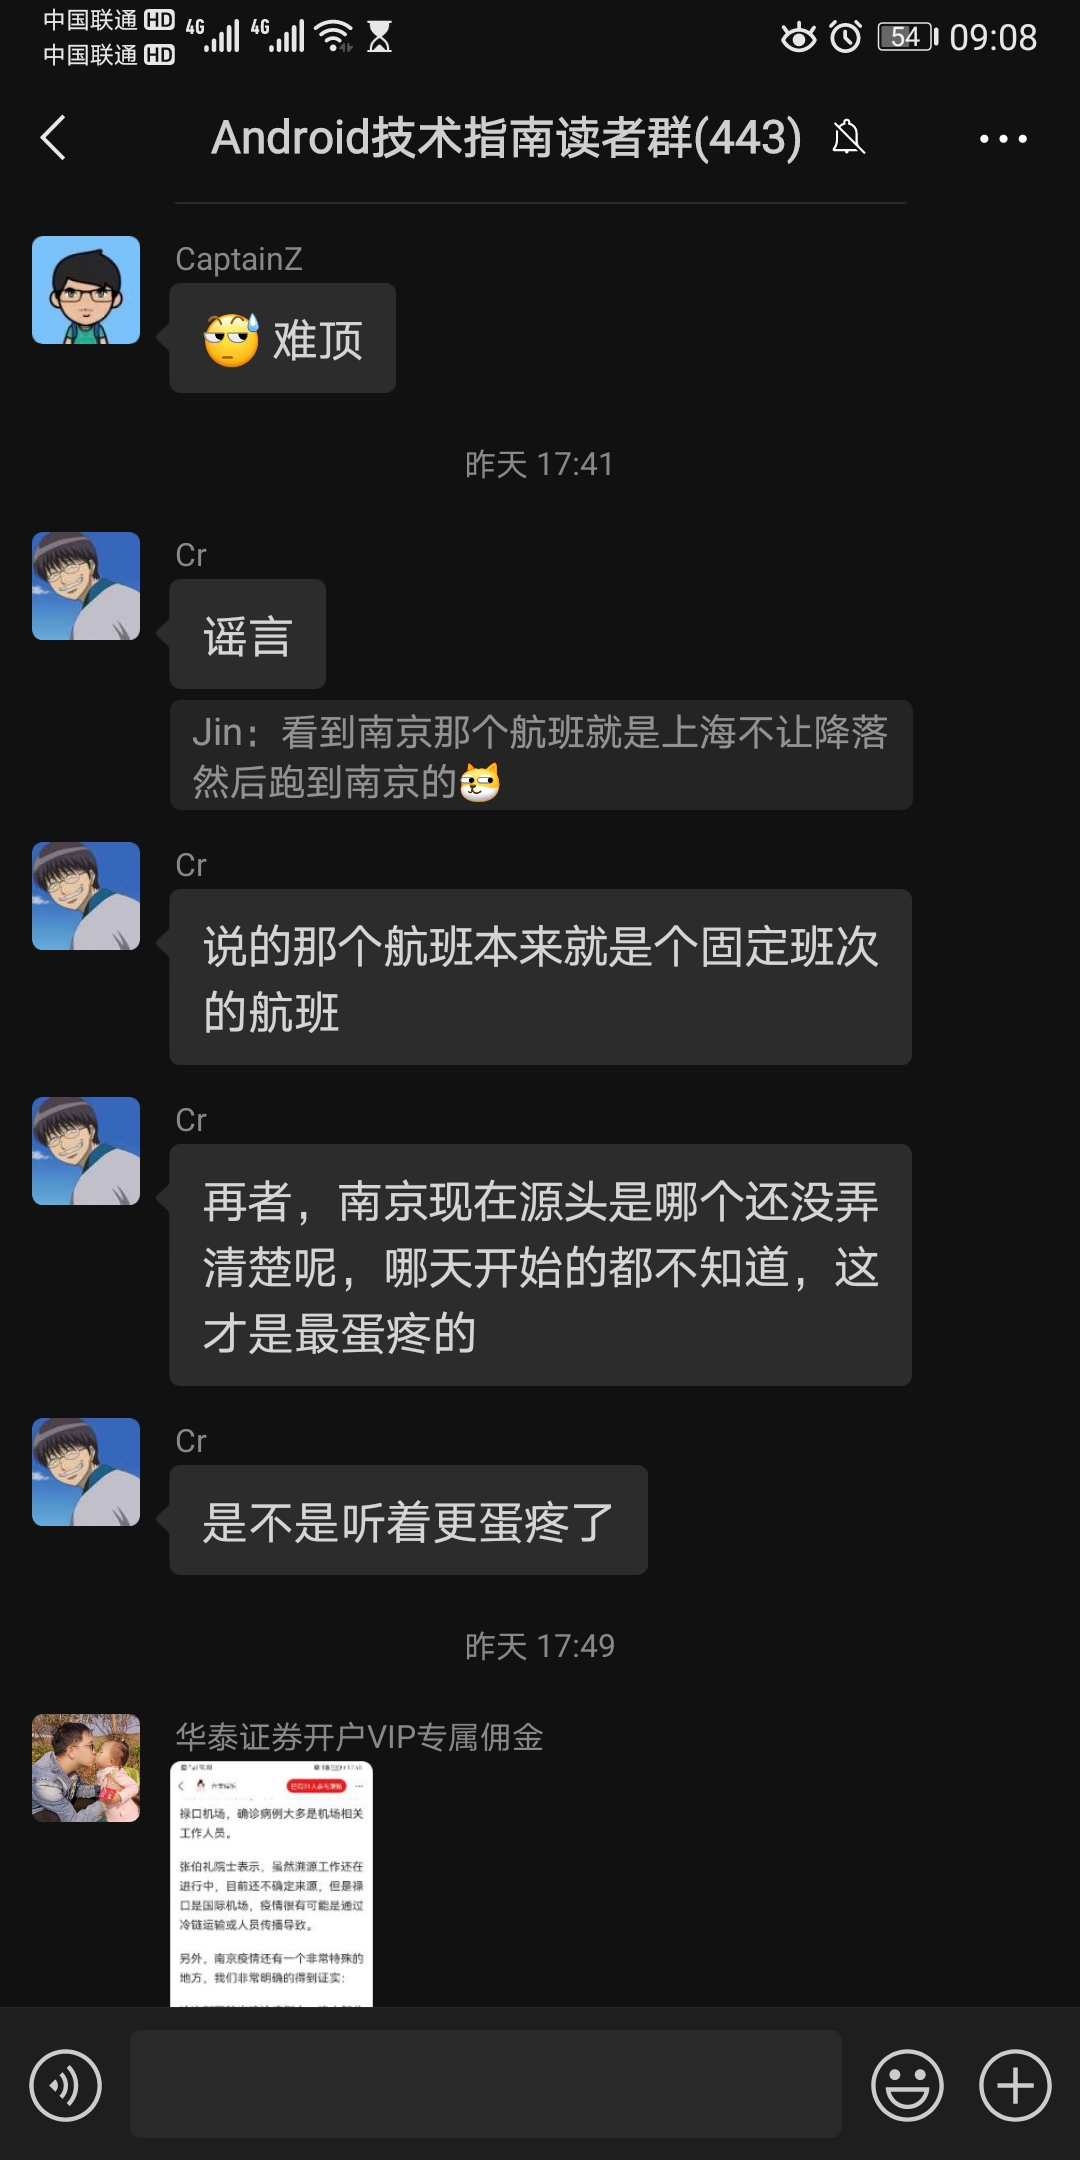 中国联通 HD 4G 4G 54 09:08
中国联通 HD
Android技术指南读者群(443)
CaptainZ
难顶
昨天 17:41
Cr
谣言
Jin：看到南京那个航班就是上海不让降落
然后跑到南京的
Cr
说的那个航班本来就是个固定班次
的航班
Cr
再者，南京现在源头是哪个还没弄
清楚呢，哪天开始的都不知道，这
才是最蛋疼的
Cr
是不是听着更蛋疼了
昨天 17:49
华泰证券开户VIP专属佣金
禄口机场，确诊病例大多是机场相关
工作人员。
张伯礼院士表示，虽然溯源工作还在
进行中，目前还不确定来源，但是禄
口是国际机场，疫情很有可能是通过
冷链运输或人员传播导致。
另外，南京疫情还有一个非常特殊的
地方，我们非常明确的得到证实：